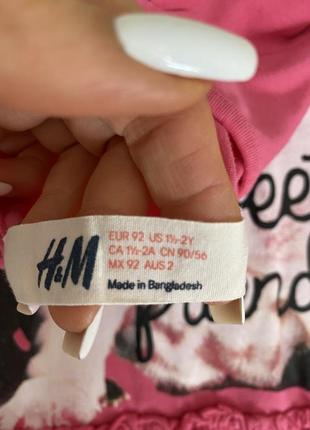 H&M
EUR 92 US 1½-2Y
CA 1½-2A CN 90/56
MX 92 AUS 2
Made in Bangladesh